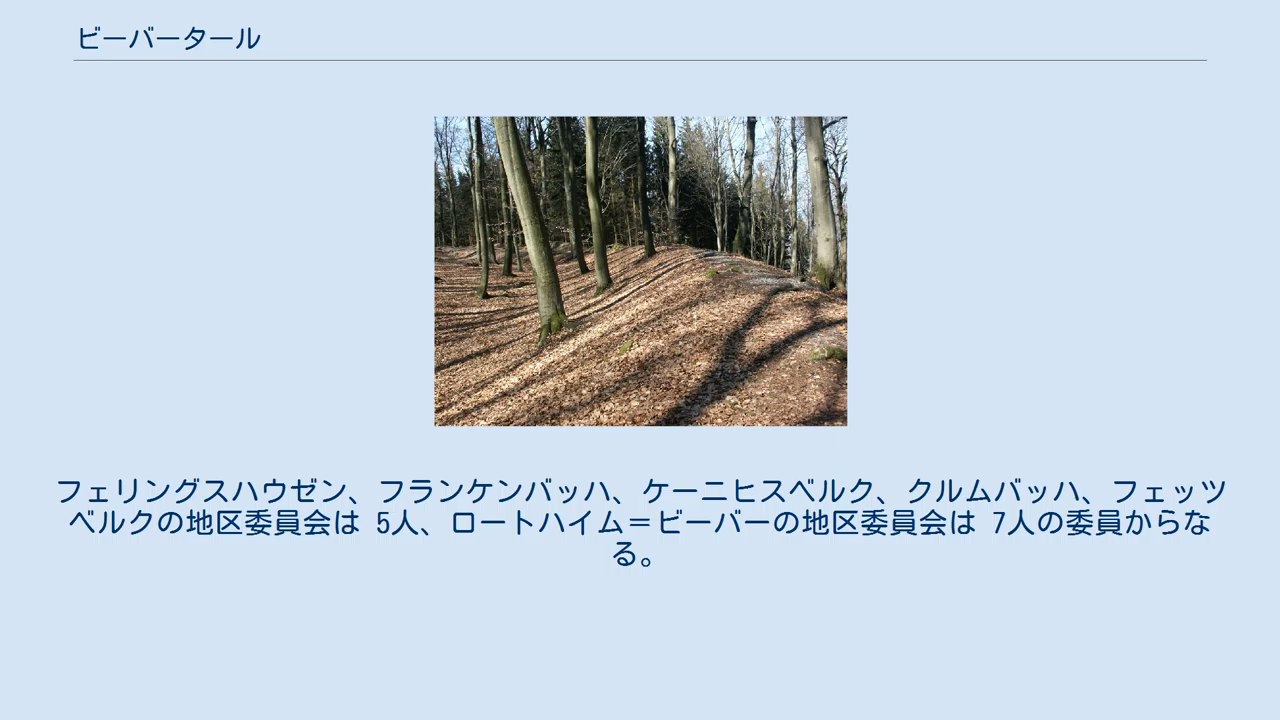 ビーバータール
フェリングスハウゼン、フランケンバッハ、ケーニヒスベルク、クルムバッハ、フェッツ
ベルクの地区委員会は 5人、ロートハイム＝ビーバーの地区委員会は 7人の委員からな
る。